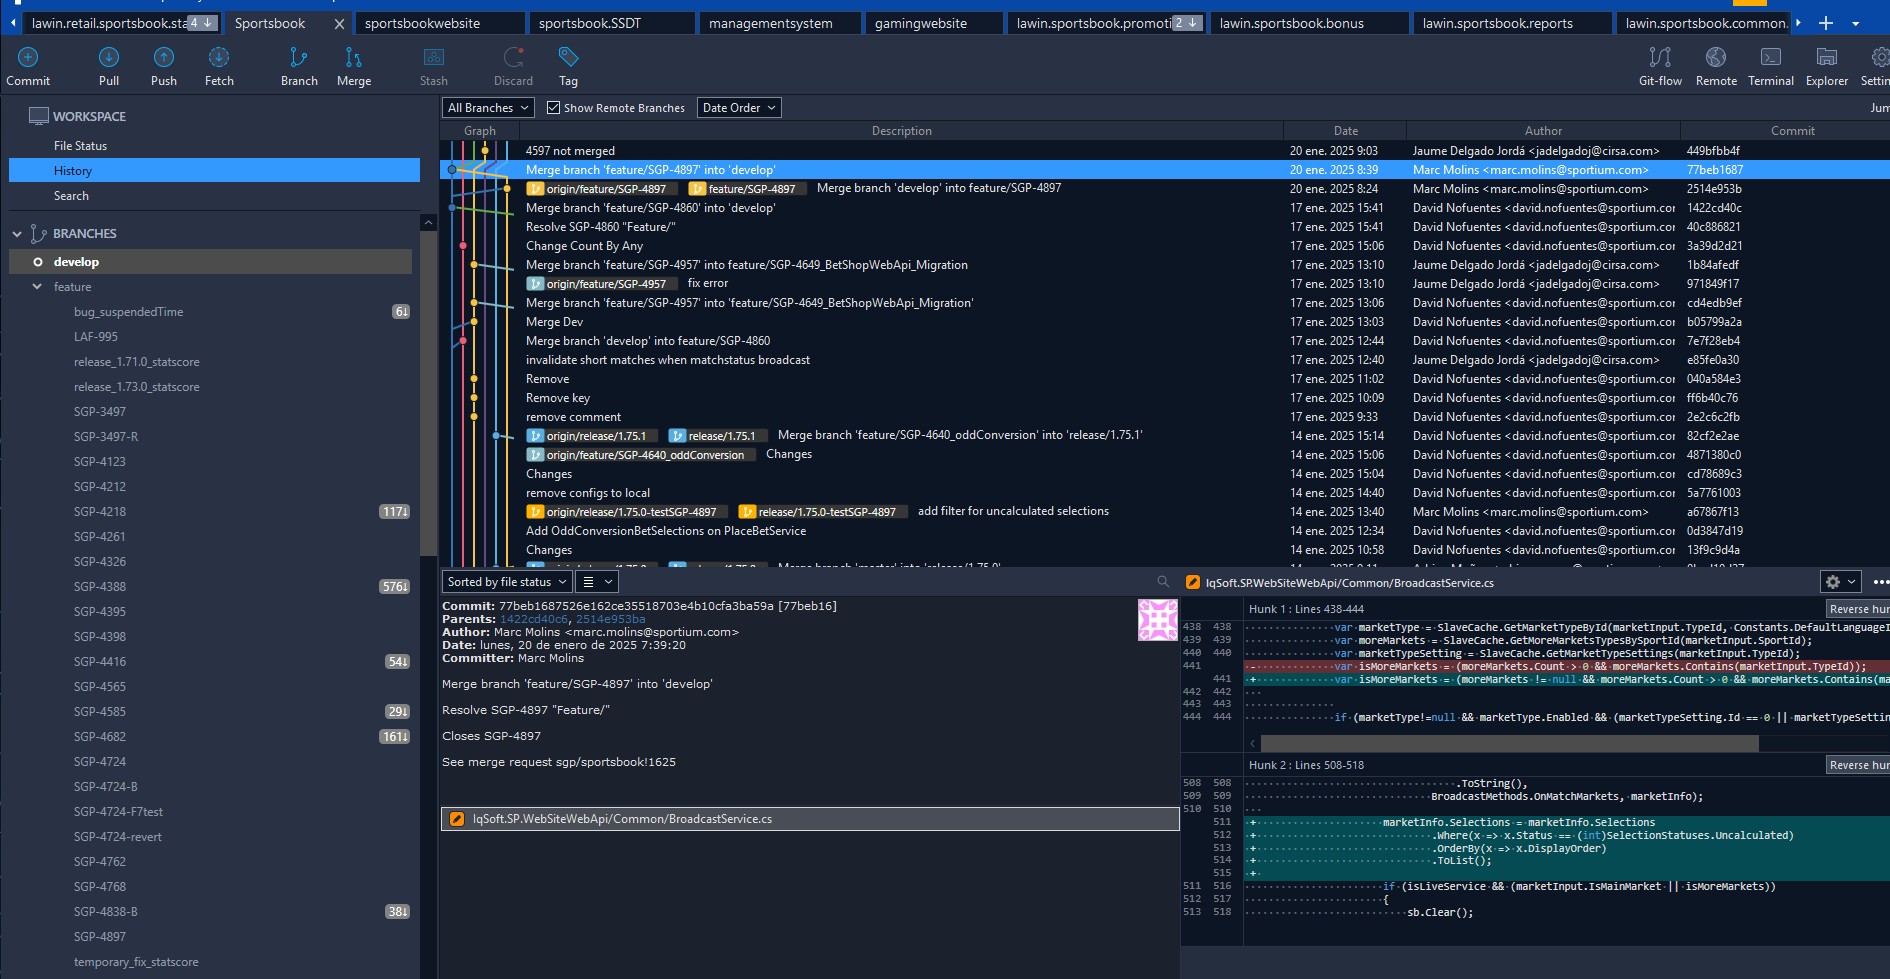 lawin.retail.sportsbook.sta 4 ↓ Sportsbook sportsbookwebsite sportsbook.SSDT managementsystem gamingwebsite lawin.sportsbook.promoti 2 ↓ lawin.sportsbook.bonus lawin.sportsbook.reports lawin.sportsbook.common.
Commit Pull Push Fetch Branch Merge Stash Discard Tag Git-flow Remote Terminal Explorer Settin
WORKSPACE
File Status
History
Search
BRANCHES
develop
feature
bug_suspendedTime 6↓
LAF-995
release_1.71.0_statscore
release_1.73.0_statscore
SGP-3497
SGP-3497-R
SGP-4123
SGP-4212
SGP-4218 117↓
SGP-4261
SGP-4326
SGP-4388 576↓
SGP-4395
SGP-4398
SGP-4416 54↓
SGP-4565
SGP-4585 29↓
SGP-4682 161↓
SGP-4724
SGP-4724-B
SGP-4724-F7test
SGP-4724-revert
SGP-4762
SGP-4768
SGP-4838-B 38↓
SGP-4897
temporary_fix_statscore
All Branches Show Remote Branches Date Order Jum
Graph Description Date Author Commit
4597 not merged 20 ene. 2025 9:03 Jaume Delgado Jordá <jadelgadoj@cirsa.com> 449bfbb4f
Merge branch 'feature/SGP-4897' into 'develop' 20 ene. 2025 8:39 Marc Molins <marc.molins@sportium.com> 77beb1687
origin/feature/SGP-4897 feature/SGP-4897 Merge branch 'develop' into feature/SGP-4897 20 ene. 2025 8:24 Marc Molins <marc.molins@sportium.com> 2514e953b
Merge branch 'feature/SGP-4860' into 'develop' 17 ene. 2025 15:41 David Nofuentes <david.nofuentes@sportium.cor 1422cd40c
Resolve SGP-4860 "Feature/" 17 ene. 2025 15:41 David Nofuentes <david.nofuentes@sportium.cor 40c886821
Change Count By Any 17 ene. 2025 15:06 David Nofuentes <david.nofuentes@sportium.cor 3a39d2d21
Merge branch 'feature/SGP-4957' into feature/SGP-4649_BetShopWebApi_Migration 17 ene. 2025 13:10 Jaume Delgado Jordá <jadelgadoj@cirsa.com> 1b84afedf
origin/feature/SGP-4957 fix error 17 ene. 2025 13:10 Jaume Delgado Jordá <jadelgadoj@cirsa.com> 971849f17
Merge branch 'feature/SGP-4957' into 'feature/SGP-4649_BetShopWebApi_Migration' 17 ene. 2025 13:06 David Nofuentes <david.nofuentes@sportium.cor cd4edb9ef
Merge Dev 17 ene. 2025 13:03 David Nofuentes <david.nofuentes@sportium.cor b05799a2a
Merge branch 'develop' into feature/SGP-4860 17 ene. 2025 12:44 David Nofuentes <david.nofuentes@sportium.cor 7e7f28eb4
invalidate short matches when matchstatus broadcast 17 ene. 2025 12:40 Jaume Delgado Jordá <jadelgadoj@cirsa.com> e85fe0a30
Remove 17 ene. 2025 11:02 David Nofuentes <david.nofuentes@sportium.cor 040a584e3
Remove key 17 ene. 2025 10:09 David Nofuentes <david.nofuentes@sportium.cor ff6b40c76
remove comment 17 ene. 2025 9:33 David Nofuentes <david.nofuentes@sportium.cor 2e2c6c2fb
origin/release/1.75.1 release/1.75.1 Merge branch 'feature/SGP-4640_oddConversion' into 'release/1.75.1' 14 ene. 2025 15:14 David Nofuentes <david.nofuentes@sportium.cor 82cf2e2ae
origin/feature/SGP-4640_oddConversion Changes 14 ene. 2025 15:06 David Nofuentes <david.nofuentes@sportium.cor 4871380c0
Changes 14 ene. 2025 15:04 David Nofuentes <david.nofuentes@sportium.cor cd78689c3
remove configs to local 14 ene. 2025 14:40 David Nofuentes <david.nofuentes@sportium.cor 5a7761003
origin/release/1.75.0-testSGP-4897 release/1.75.0-testSGP-4897 add filter for uncalculated selections 14 ene. 2025 13:40 Marc Molins <marc.molins@sportium.com> a67867f13
Add OddConversionBetSelections on PlaceBetService 14 ene. 2025 12:34 David Nofuentes <david.nofuentes@sportium.cor 0d3847d19
Changes 14 ene. 2025 10:58 David Nofuentes <david.nofuentes@sportium.cor 13f9c9d4a
Sorted by file status
Commit: 77beb1687526e162ce35518703e4b10cfa3ba59a [77beb16]
Parents: 1422cd40c6, 2514e953ba
Author: Marc Molins <marc.molins@sportium.com>
Date: lunes, 20 de enero de 2025 7:39:20
Committer: Marc Molins
Merge branch 'feature/SGP-4897' into 'develop'
Resolve SGP-4897 "Feature/"
Closes SGP-4897
See merge request sgp/sportsbook!1625
IqSoft.SP.WebSiteWebApi/Common/BroadcastService.cs
IqSoft.SP.WebSiteWebApi/Common/BroadcastService.cs
Hunk 1 : Lines 438-444 Reverse hur
438 438 var marketType = SlaveCache.GetMarketTypeById(marketInput.TypeId, Constants.DefaultLanguageI
439 439 var moreMarkets = SlaveCache.GetMoreMarketsTypesBySportId(marketInput.SportId);
440 440 var marketTypeSetting = SlaveCache.GetMarketTypeSettings(marketInput.TypeId);
441 - var isMoreMarkets = (moreMarkets.Count > 0 && moreMarkets.Contains(marketInput.TypeId));
441 + var isMoreMarkets = (moreMarkets != null && moreMarkets.Count > 0 && moreMarkets.Contains(ma
442 442
443 443
444 444 if (marketType!=null && marketType.Enabled && (marketTypeSetting.Id == 0 || marketTypeSettin
Hunk 2 : Lines 508-518 Reverse hur
508 508 .ToString(),
509 509 BroadcastMethods.OnMatchMarkets, marketInfo);
510 510
511 + marketInfo.Selections = marketInfo.Selections
512 + .Where(x => x.Status == (int)SelectionStatuses.Uncalculated)
513 + .OrderBy(x => x.DisplayOrder)
514 + .ToList();
515 +
511 516 if (isLiveService && (marketInput.IsMainMarket || isMoreMarkets))
512 517 {
513 518 sb.Clear();